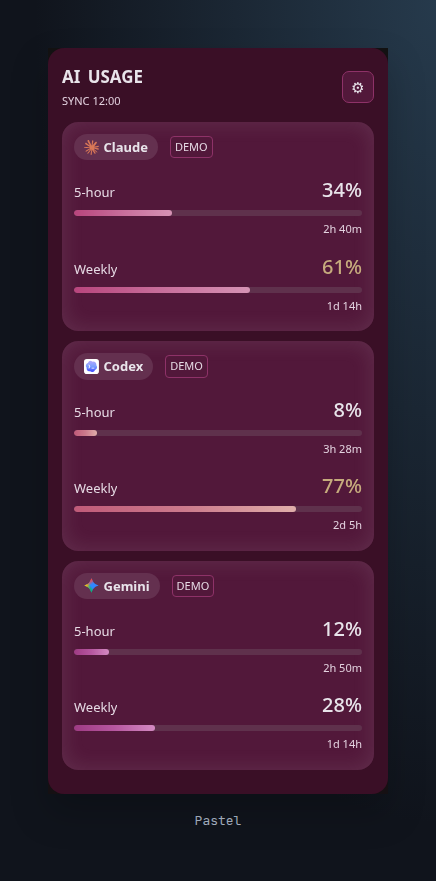 AI USAGE
SYNC 12:00
⚙
Claude DEMO
5-hour 34%
2h 40m
Weekly 61%
1d 14h
Codex DEMO
5-hour 8%
3h 28m
Weekly 77%
2d 5h
Gemini DEMO
5-hour 12%
2h 50m
Weekly 28%
1d 14h
Pastel